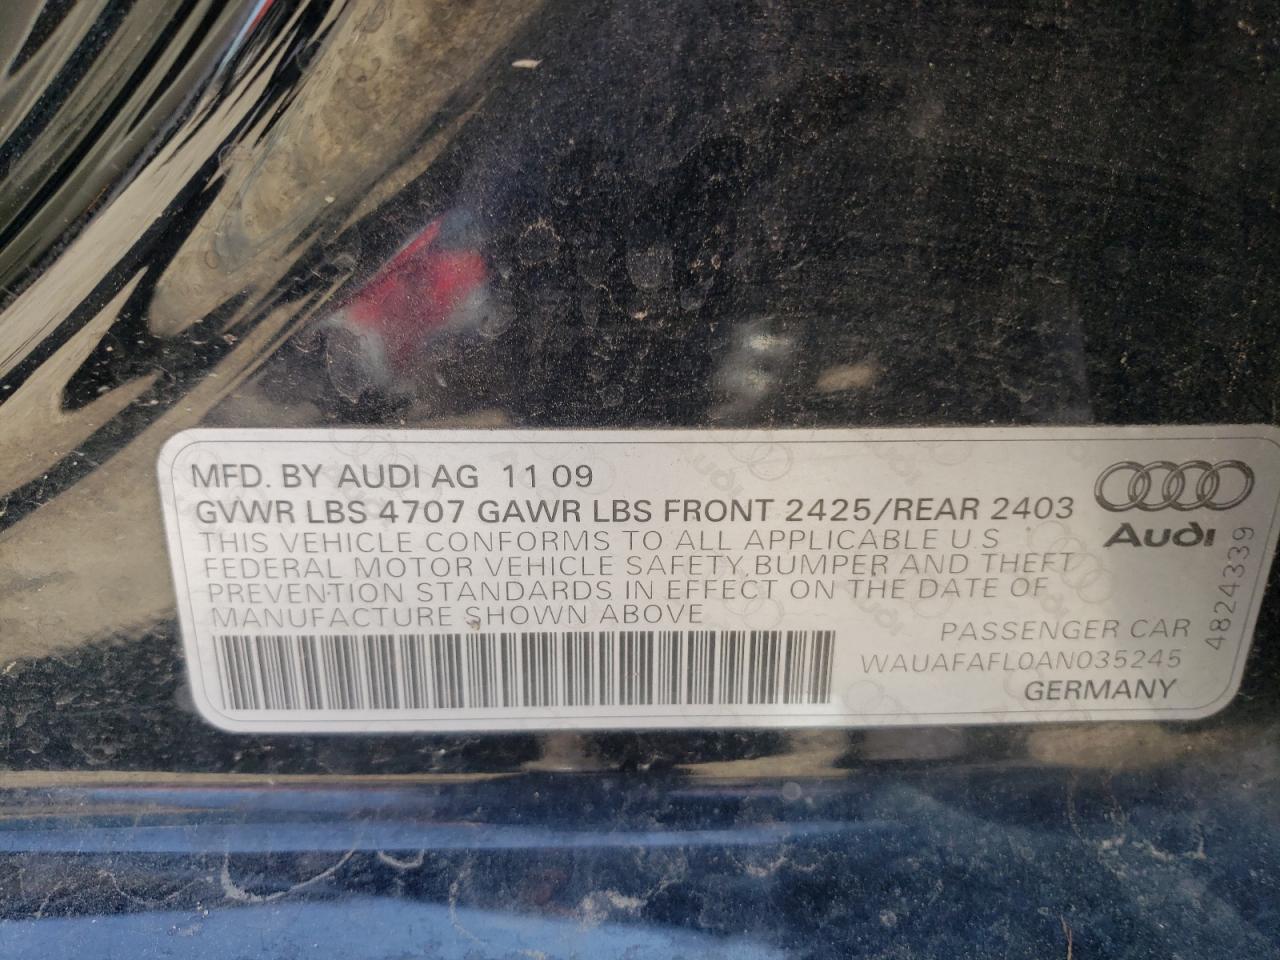 MFD. BY AUDI AG 11 09
GVWR LBS 4707 GAWR LBS FRONT 2425/REAR 2403
THIS VEHICLE CONFORMS TO ALL APPLICABLE U S
FEDERAL MOTOR VEHICLE SAFETY, BUMPER AND THEFT
PREVENTION STANDARDS IN EFFECT ON THE DATE OF
MANUFACTURE SHOWN ABOVE
Audi
4824339
PASSENGER CAR
WAUAFAFL0AN035245
GERMANY